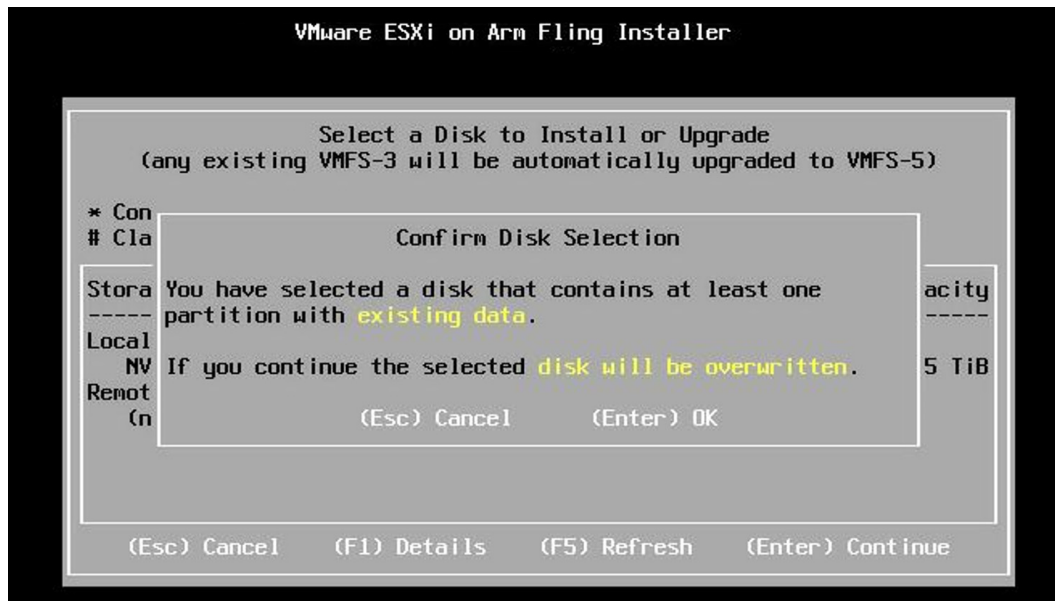 VMware ESXi on Arm Fling Installer
Select a Disk to Install or Upgrade
(any existing VMFS-3 will be automatically upgraded to VMFS-5)
* Con
# Cla
Confirm Disk Selection
Stora You have selected a disk that contains at least one acity
----- partition with existing data. -----
Local
NV If you continue the selected disk will be overwritten. 5 TiB
Remot
(n (Esc) Cancel (Enter) OK
(Esc) Cancel (F1) Details (F5) Refresh (Enter) Continue